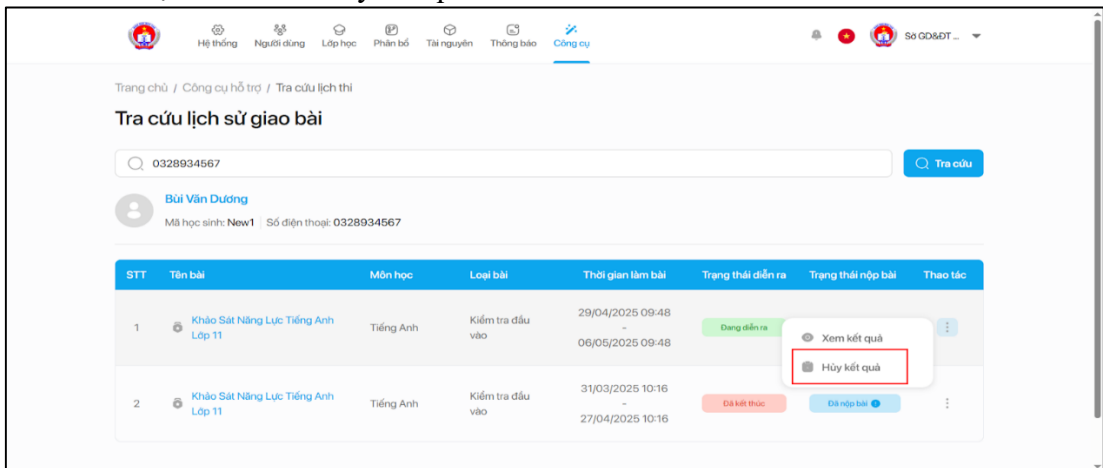 Hệ thống Người dùng Lớp học Phân bổ Tài nguyên Thông báo Công cụ Sở GD&ĐT ...
Trang chủ / Công cụ hỗ trợ / Tra cứu lịch thi
Tra cứu lịch sử giao bài
0328934567 Tra cứu
Bùi Văn Dương
Mã học sinh: New1 Số điện thoại: 0328934567
STT Tên bài Môn học Loại bài Thời gian làm bài Trạng thái diễn ra Trạng thái nộp bài Thao tác
1 Khảo Sát Năng Lực Tiếng Anh Lớp 11 Tiếng Anh Kiểm tra đầu vào 29/04/2025 09:48 - 06/05/2025 09:48 Đang diễn ra
Xem kết quả
Hủy kết quả
2 Khảo Sát Năng Lực Tiếng Anh Lớp 11 Tiếng Anh Kiểm tra đầu vào 31/03/2025 10:16 - 27/04/2025 10:16 Đã kết thúc Đã nộp bài